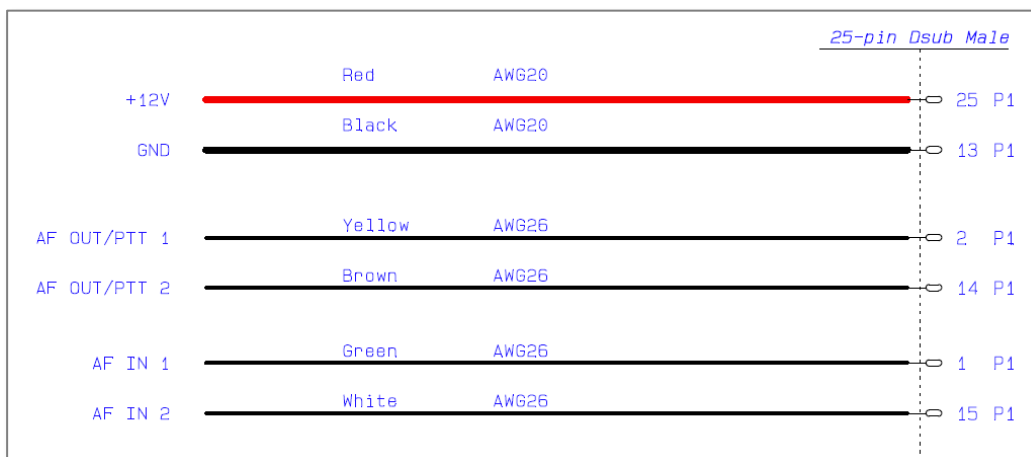 25-pin Dsub Male
Red AWG20
+12V 25 P1
Black AWG20
GND 13 P1
Yellow AWG26
AF OUT/PTT 1 2 P1
Brown AWG26
AF OUT/PTT 2 14 P1
Green AWG26
AF IN 1 1 P1
White AWG26
AF IN 2 15 P1